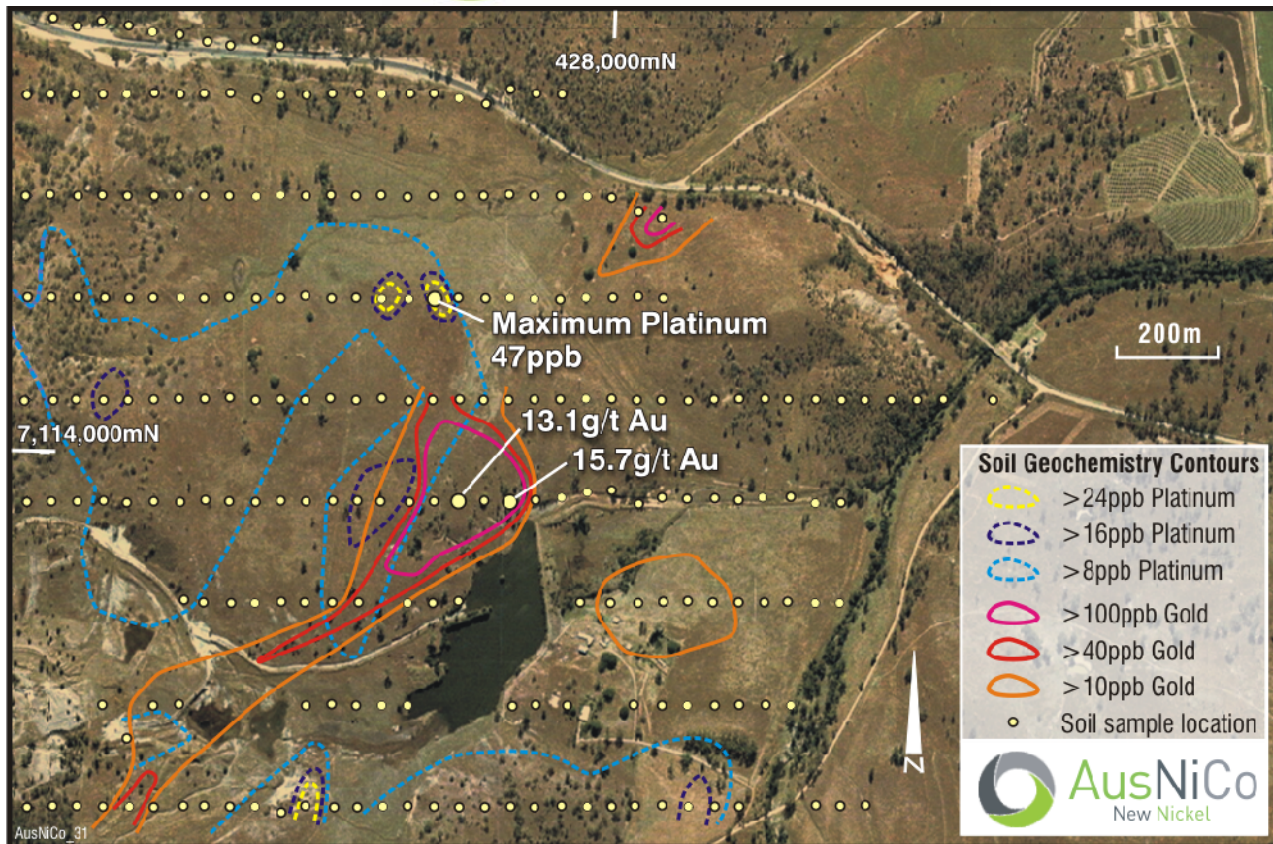 428,000mN
Maximum Platinum
47ppb
200m
7,114,000mN
13.1g/t Au
15.7g/t Au
Soil Geochemistry Contours
>24ppb Platinum
>16ppb Platinum
>8ppb Platinum
>100ppb Gold
>40ppb Gold
>10ppb Gold
Soil sample location
N
AusNiCo
New Nickel
AusNiCo_31